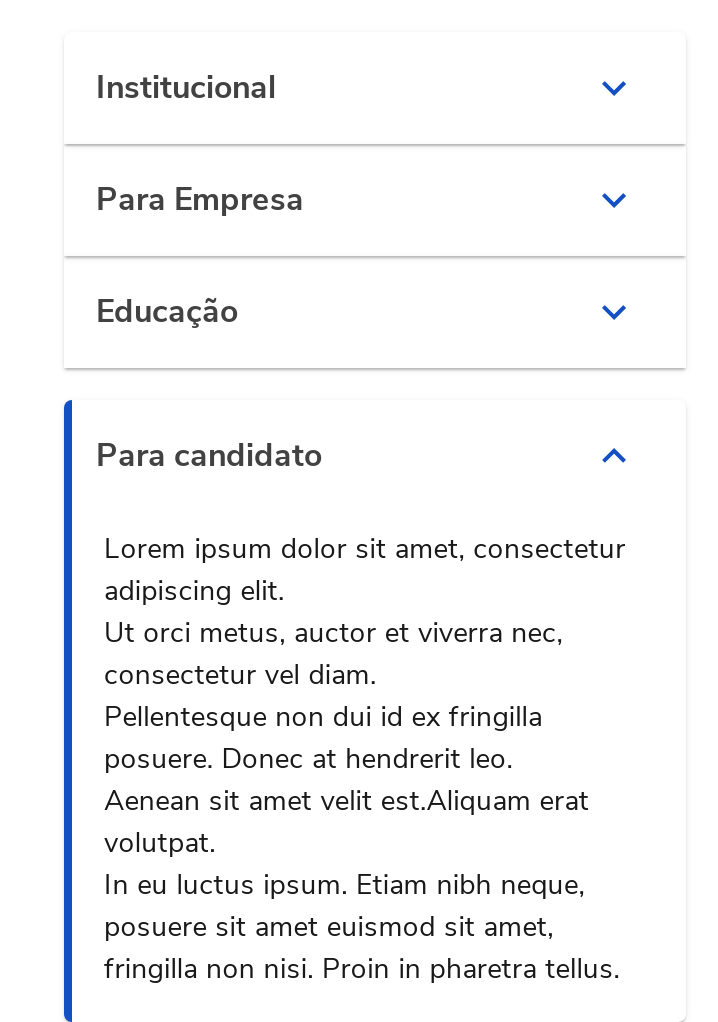 Institucional
Para Empresa
Educação
Para candidato
Lorem ipsum dolor sit amet, consectetur
adipiscing elit.
Ut orci metus, auctor et viverra nec,
consectetur vel diam.
Pellentesque non dui id ex fringilla
posuere. Donec at hendrerit leo.
Aenean sit amet velit est.Aliquam erat
volutpat.
In eu luctus ipsum. Etiam nibh neque,
posuere sit amet euismod sit amet,
fringilla non nisi. Proin in pharetra tellus.